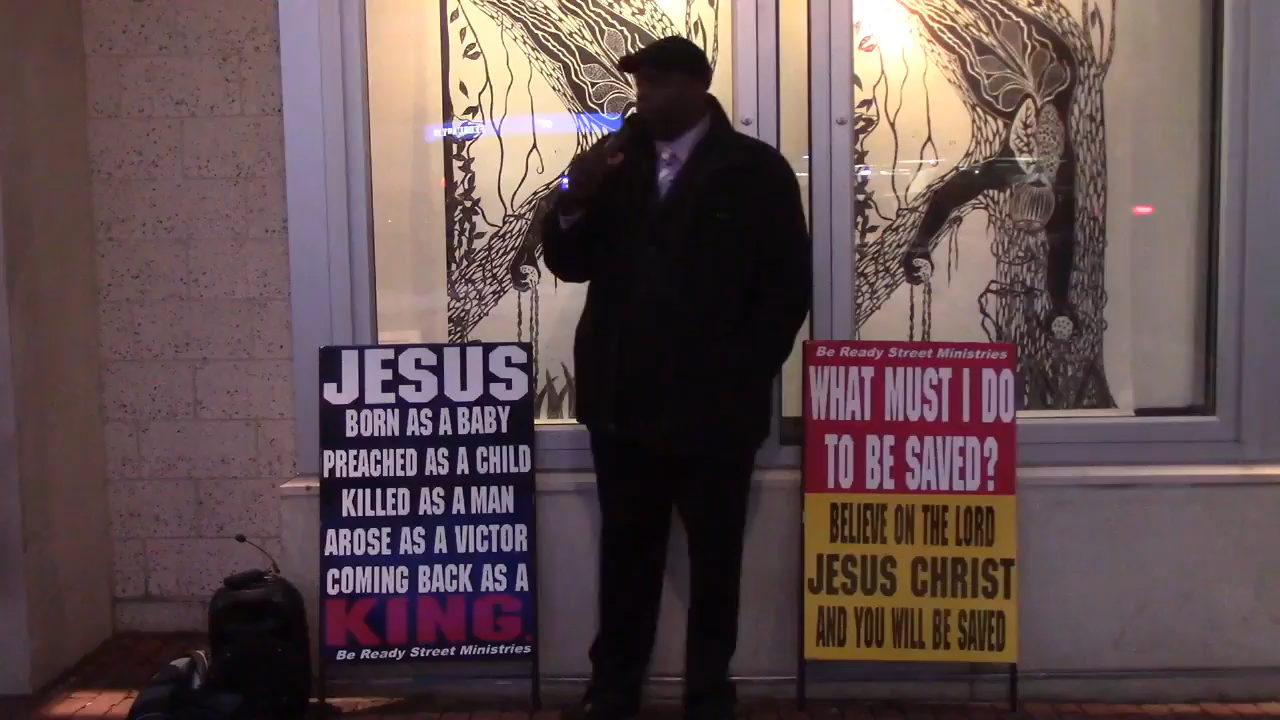 JESUS
BORN AS A BABY
PREACHED AS A CHILD
KILLED AS A MAN
AROSE AS A VICTOR
COMING BACK AS A
KING.
Be Ready Street Ministries
Be Ready Street Ministries
WHAT MUST I DO
TO BE SAVED?
BELIEVE ON THE LORD
JESUS CHRIST
AND YOU WILL BE SAVED